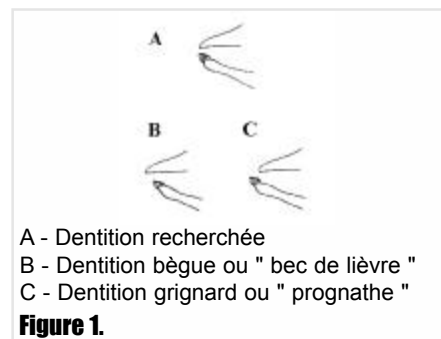 A
B C
A - Dentition recherchée
B - Dentition bègue ou " bec de lièvre "
C - Dentition grignard ou " prognathe "
Figure 1.